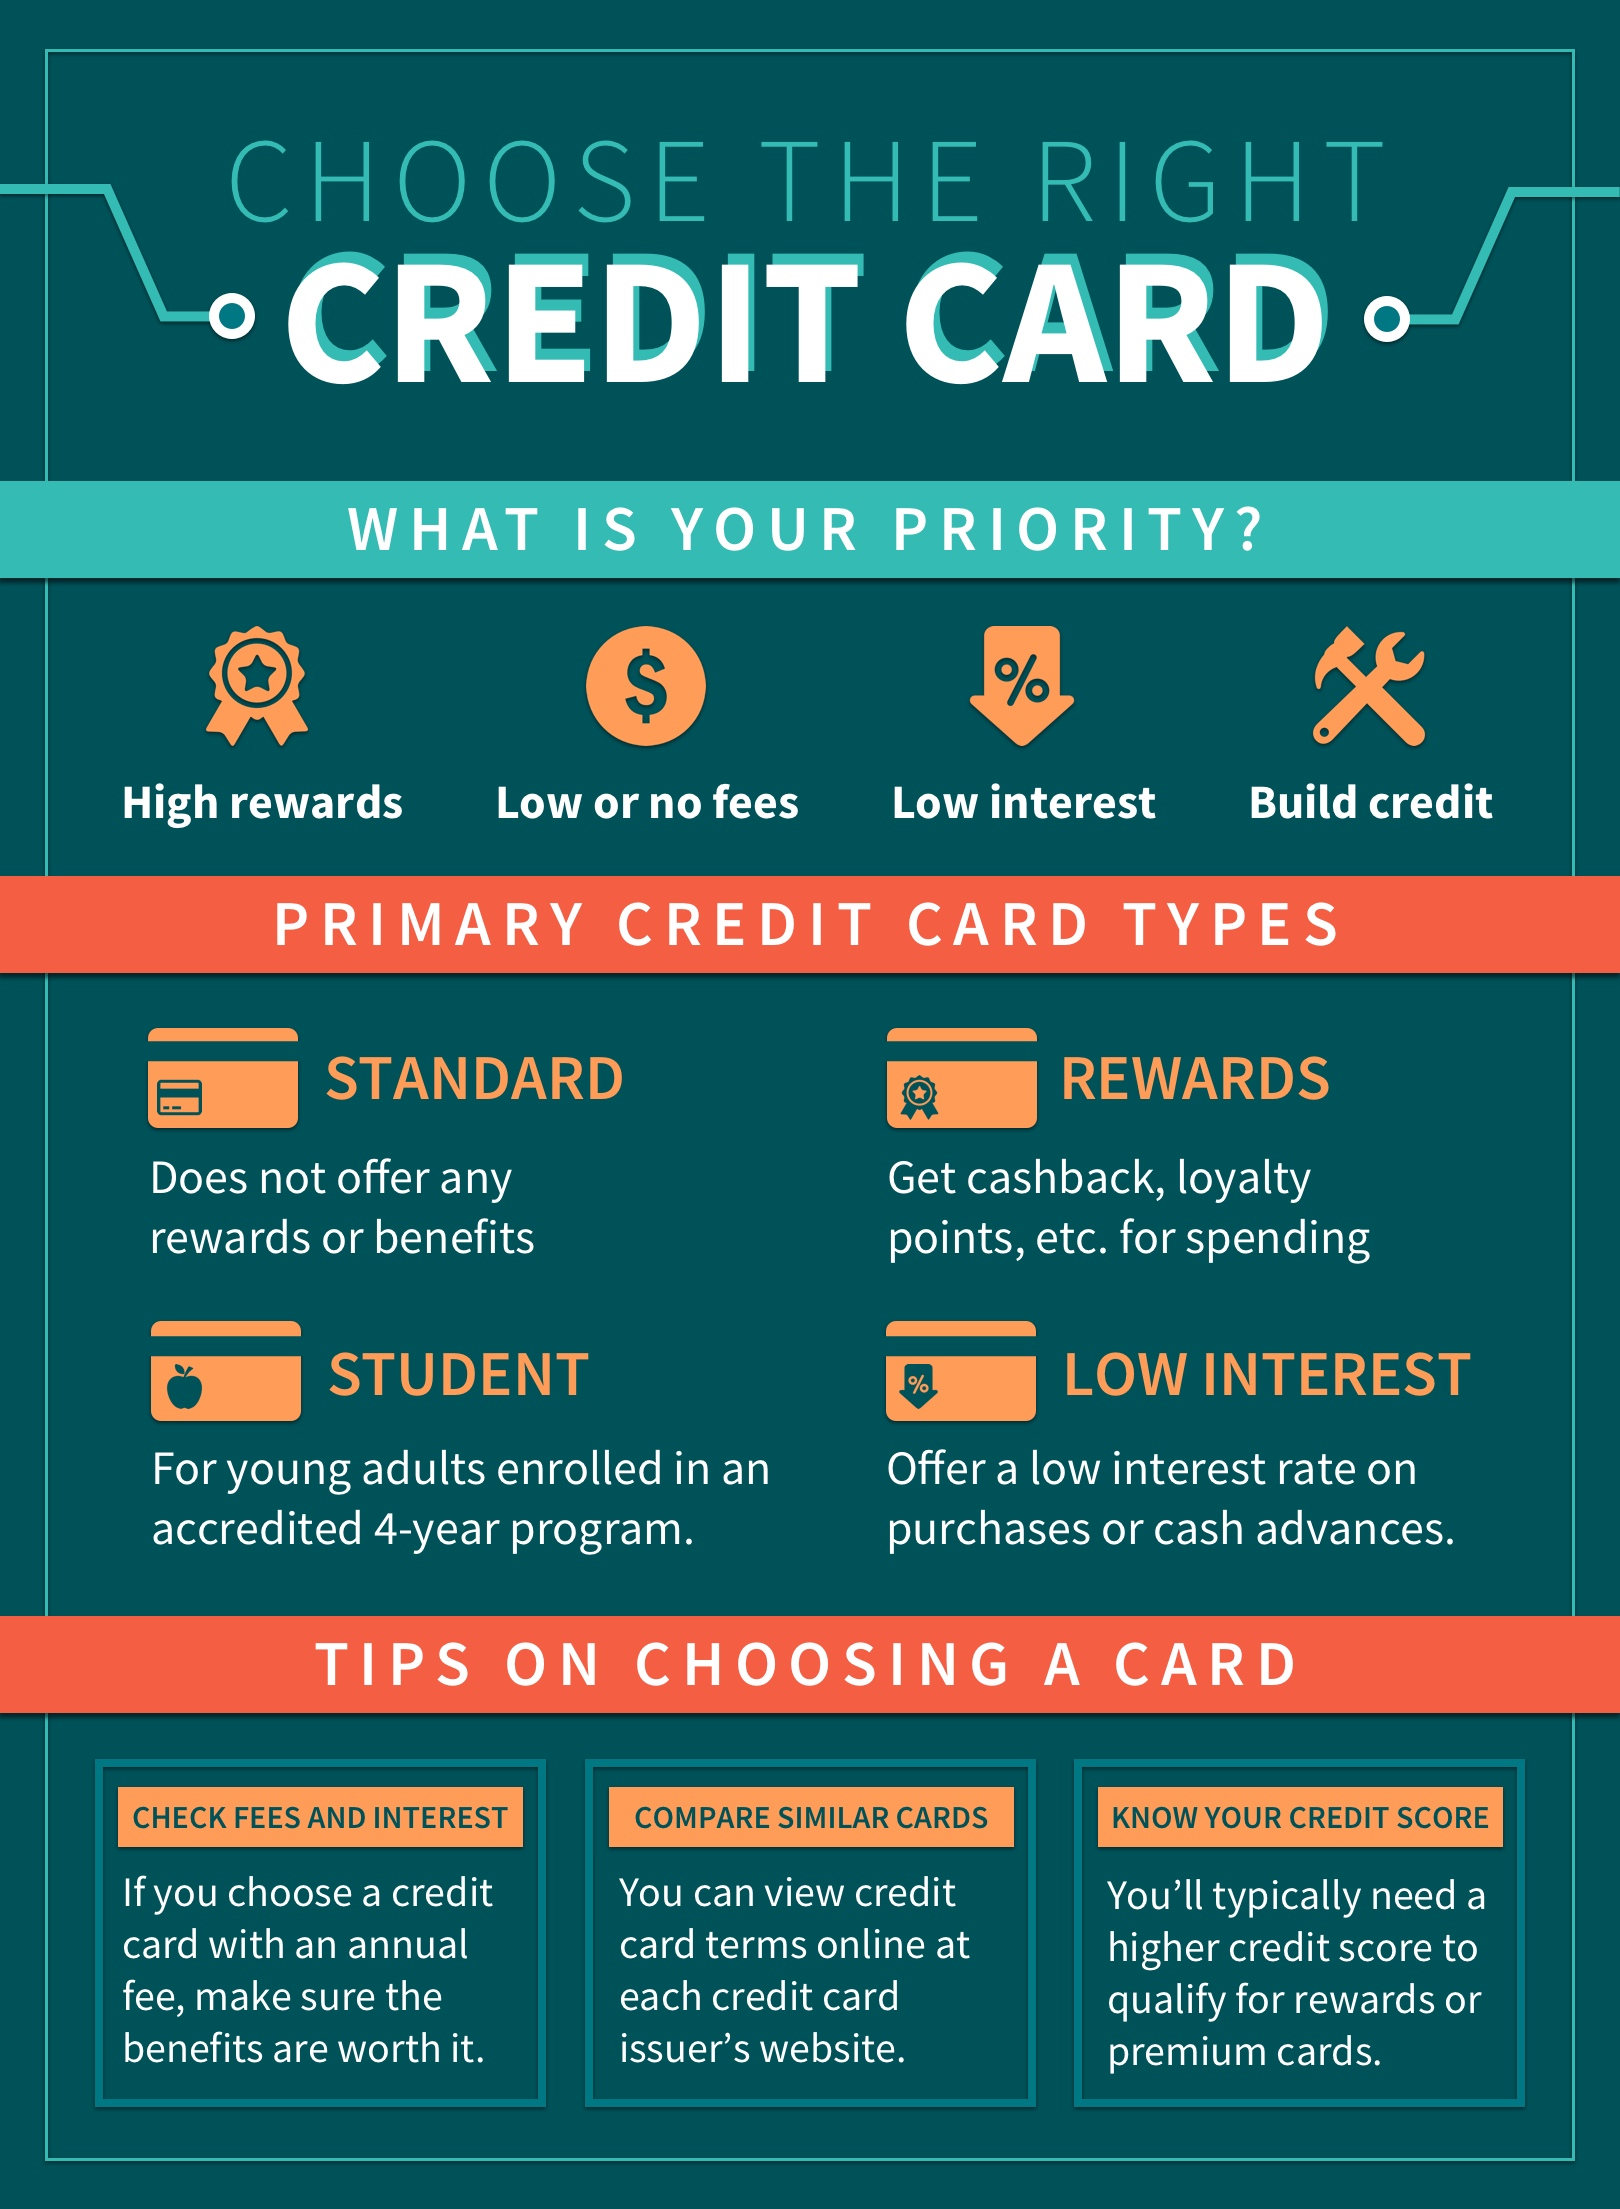 CHOOSE THE RIGHT
CREDIT CARD
WHAT IS YOUR PRIORITY?
$
%
High rewards
Low or no fees
Low interest
Build credit
PRIMARY CREDIT CARD TYPES
STANDARD
Does not offer any
rewards or benefits
REWARDS
Get cashback, loyalty
points, etc. for spending
STUDENT
For young adults enrolled in an
accredited 4-year program.
%
LOW INTEREST
Offer a low interest rate on
purchases or cash advances.
TIPS ON CHOOSING A CARD
CHECK FEES AND INTEREST
If you choose a credit
card with an annual
fee, make sure the
benefits are worth it.
COMPARE SIMILAR CARDS
You can view credit
card terms online at
each credit card
issuer’s website.
KNOW YOUR CREDIT SCORE
You’ll typically need a
higher credit score to
qualify for rewards or
premium cards.